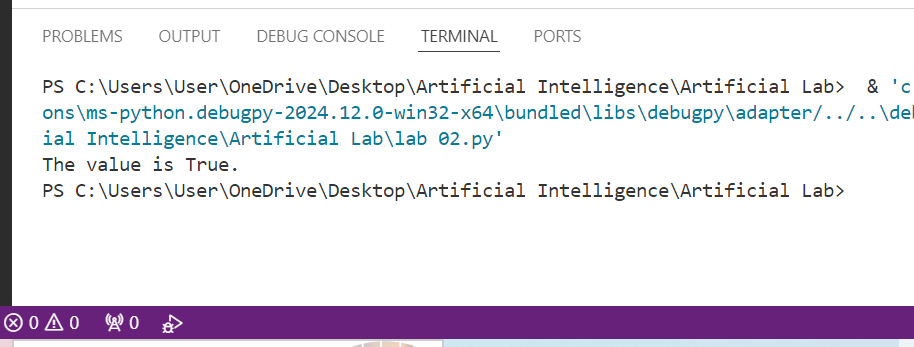 PROBLEMS OUTPUT DEBUG CONSOLE TERMINAL PORTS
PS C:\Users\User\OneDrive\Desktop\Artificial Intelligence\Artificial Lab>  & 'c
ons\ms-python.debugpy-2024.12.0-win32-x64\bundled\libs\debugpy\adapter/../..\deb
ial Intelligence\Artificial Lab\lab 02.py'
The value is True.
PS C:\Users\User\OneDrive\Desktop\Artificial Intelligence\Artificial Lab>
0 0 0